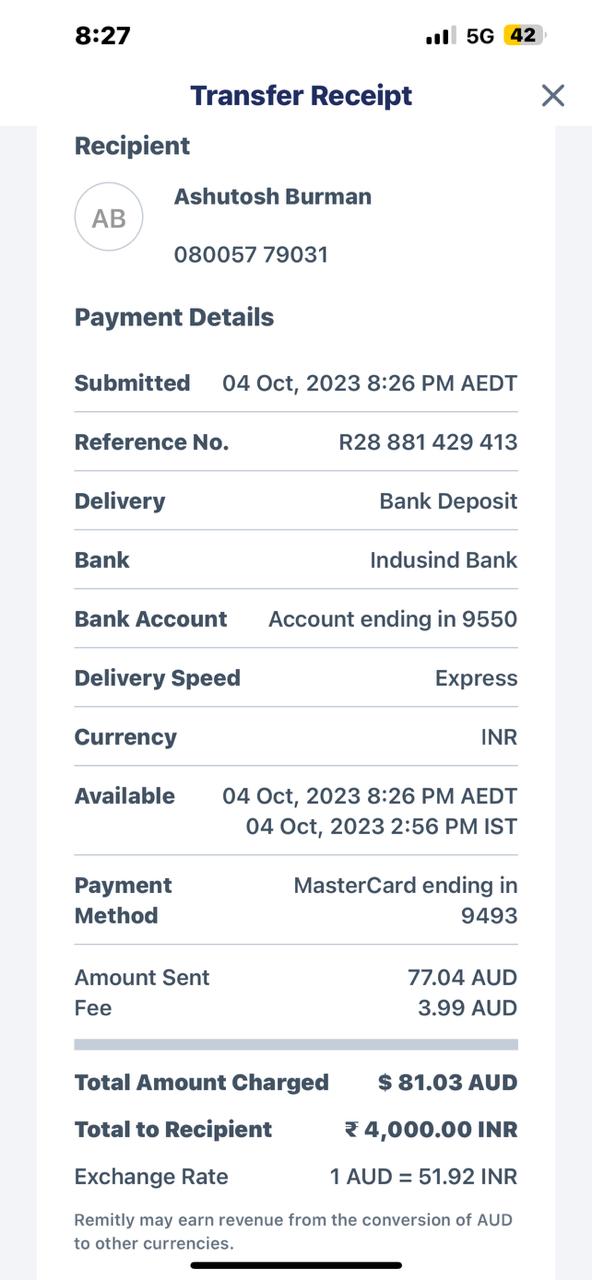 8:27
5G
42
Transfer Receipt
Recipient
AB
Ashutosh Burman
080057 79031
Payment Details
Submitted 04 Oct, 2023 8:26 PM AEDT
Reference No. R28 881 429 413
Delivery Bank Deposit
Bank Indusind Bank
Bank Account Account ending in 9550
Delivery Speed Express
Currency INR
Available 04 Oct, 2023 8:26 PM AEDT
04 Oct, 2023 2:56 PM IST
Payment MasterCard ending in
Method 9493
Amount Sent 77.04 AUD
Fee 3.99 AUD
Total Amount Charged $ 81.03 AUD
Total to Recipient ₹ 4,000.00 INR
Exchange Rate 1 AUD = 51.92 INR
Remitly may earn revenue from the conversion of AUD
to other currencies.